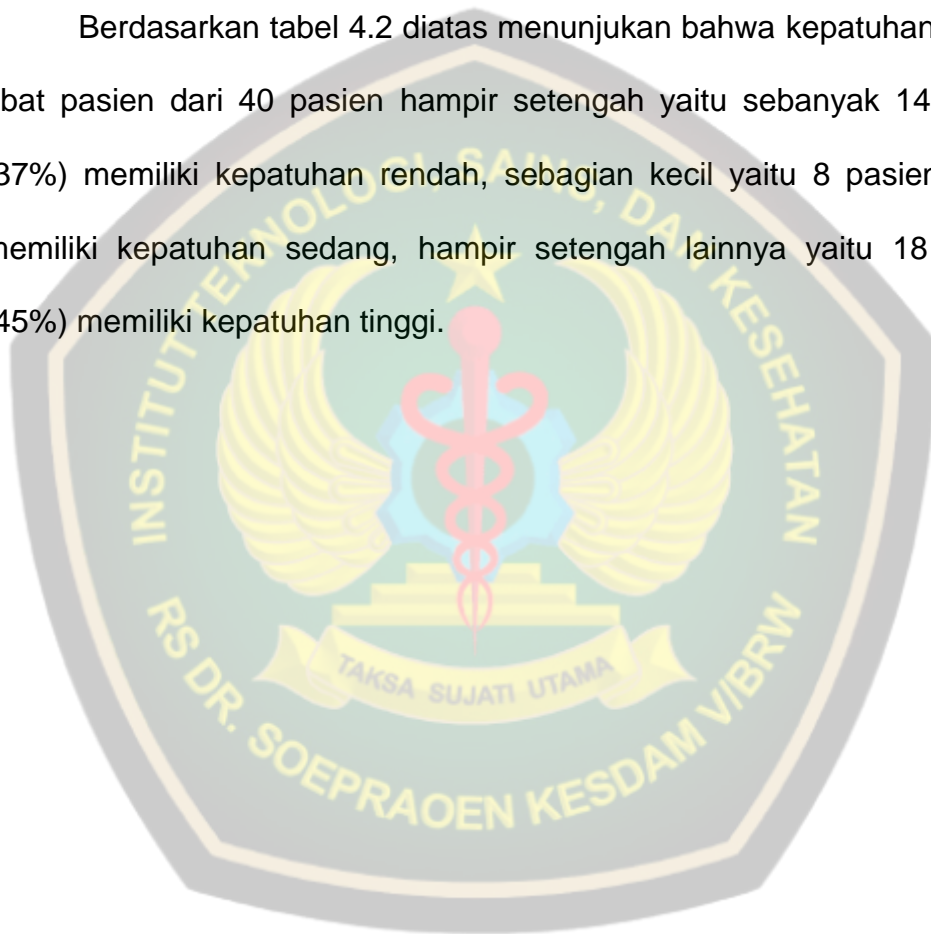 Berdasarkan tabel 4.2 diatas menunjukan bahwa kepatuhan
bat pasien dari 40 pasien hampir setengah yaitu sebanyak 14
37%) memiliki kepatuhan rendah, sebagian kecil yaitu 8 pasien
memiliki kepatuhan sedang, hampir setengah lainnya yaitu 18
45%) memiliki kepatuhan tinggi.
INSTITUT TEKNOLOGI, SAINS, DAN KESEHATAN
TAKSA SUJATI UTAMA
RS DR. SOEPRAOEN KESDAM V/BRW